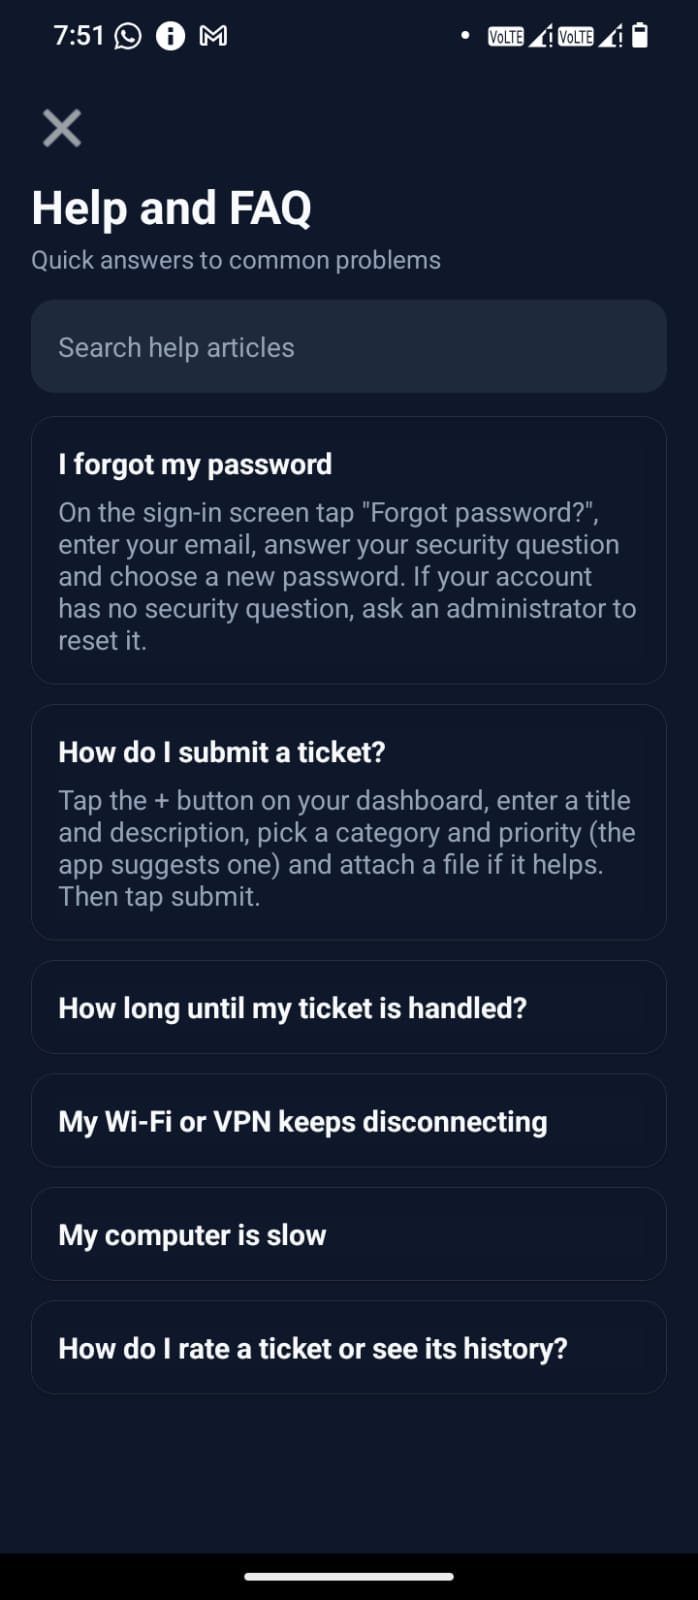 7:51
VoLTE VoLTE
Help and FAQ
Quick answers to common problems
Search help articles
I forgot my password
On the sign-in screen tap "Forgot password?",
enter your email, answer your security question
and choose a new password. If your account
has no security question, ask an administrator to
reset it.
How do I submit a ticket?
Tap the + button on your dashboard, enter a title
and description, pick a category and priority (the
app suggests one) and attach a file if it helps.
Then tap submit.
How long until my ticket is handled?
My Wi-Fi or VPN keeps disconnecting
My computer is slow
How do I rate a ticket or see its history?